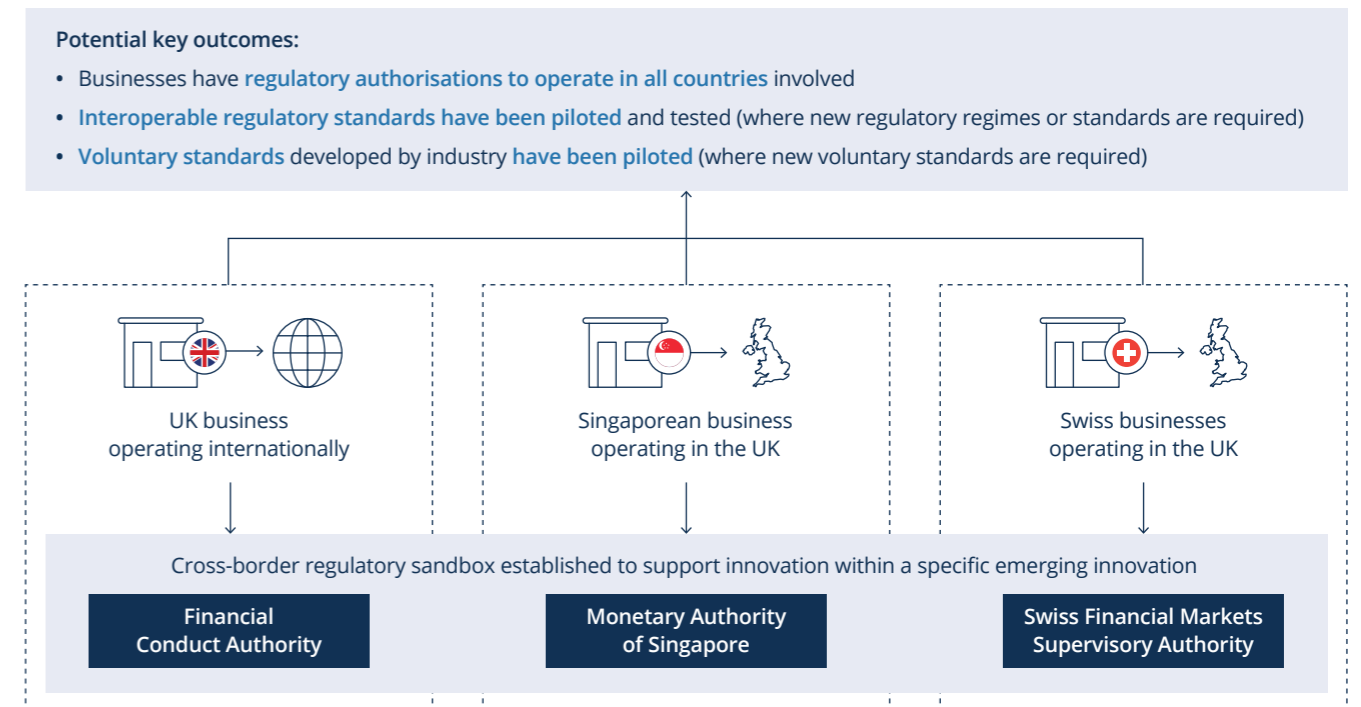 Potential key outcomes:
• Businesses have regulatory authorisations to operate in all countries involved
• Interoperable regulatory standards have been piloted and tested (where new regulatory regimes or standards are required)
• Voluntary standards developed by industry have been piloted (where new voluntary standards are required)
UK business
operating internationally
Singaporean business
operating in the UK
Swiss businesses
operating in the UK
Cross-border regulatory sandbox established to support innovation within a specific emerging innovation
Financial
Conduct Authority
Monetary Authority
of Singapore
Swiss Financial Markets
Supervisory Authority